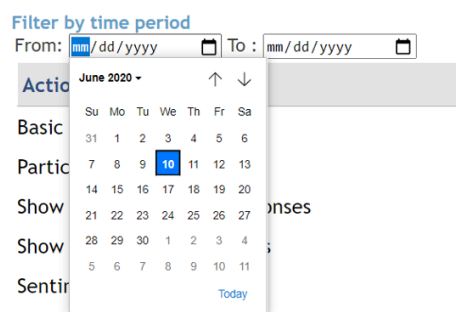 Filter by time period
From: mm/dd/yyyy To : mm/dd/yyyy
June 2020
Su Mo Tu We Th Fr Sa
31 1 2 3 4 5 6
7 8 9 10 11 12 13
14 15 16 17 18 19 20
21 22 23 24 25 26 27
28 29 30 1 2 3 4
5 6 7 8 9 10 11
Today
Actio
Basic
Partic
Show onses
Show
Sentir